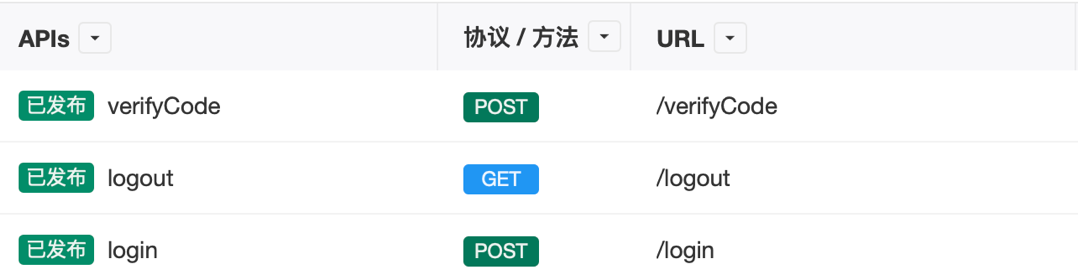 APIs 协议 / 方法 URL
已发布 verifyCode POST /verifyCode
已发布 logout GET /logout
已发布 login POST /login